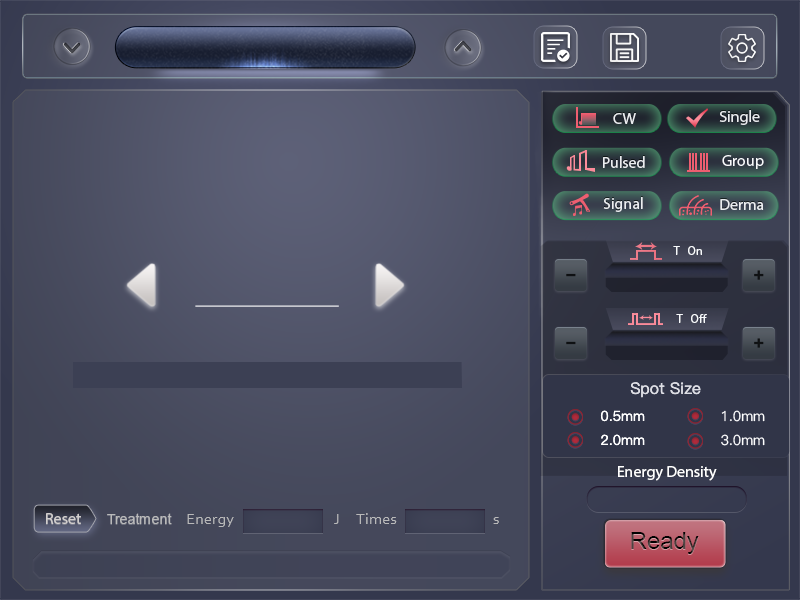 CW
Single
Pulsed
Group
Signal
Derma
T On
T Off
Spot Size
0.5mm 1.0mm
2.0mm 3.0mm
Energy Density
Ready
Reset Treatment Energy J Times s